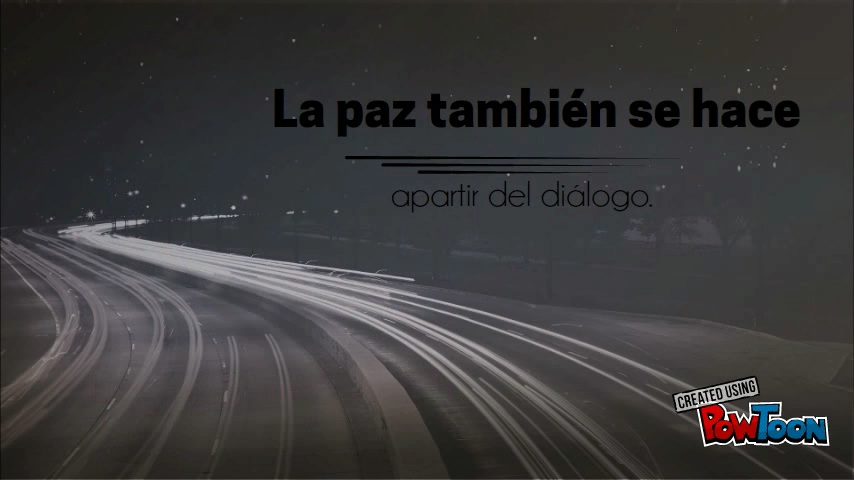 La paz también se hace
apartir del diálogo.
CREATED USING
POWTOON